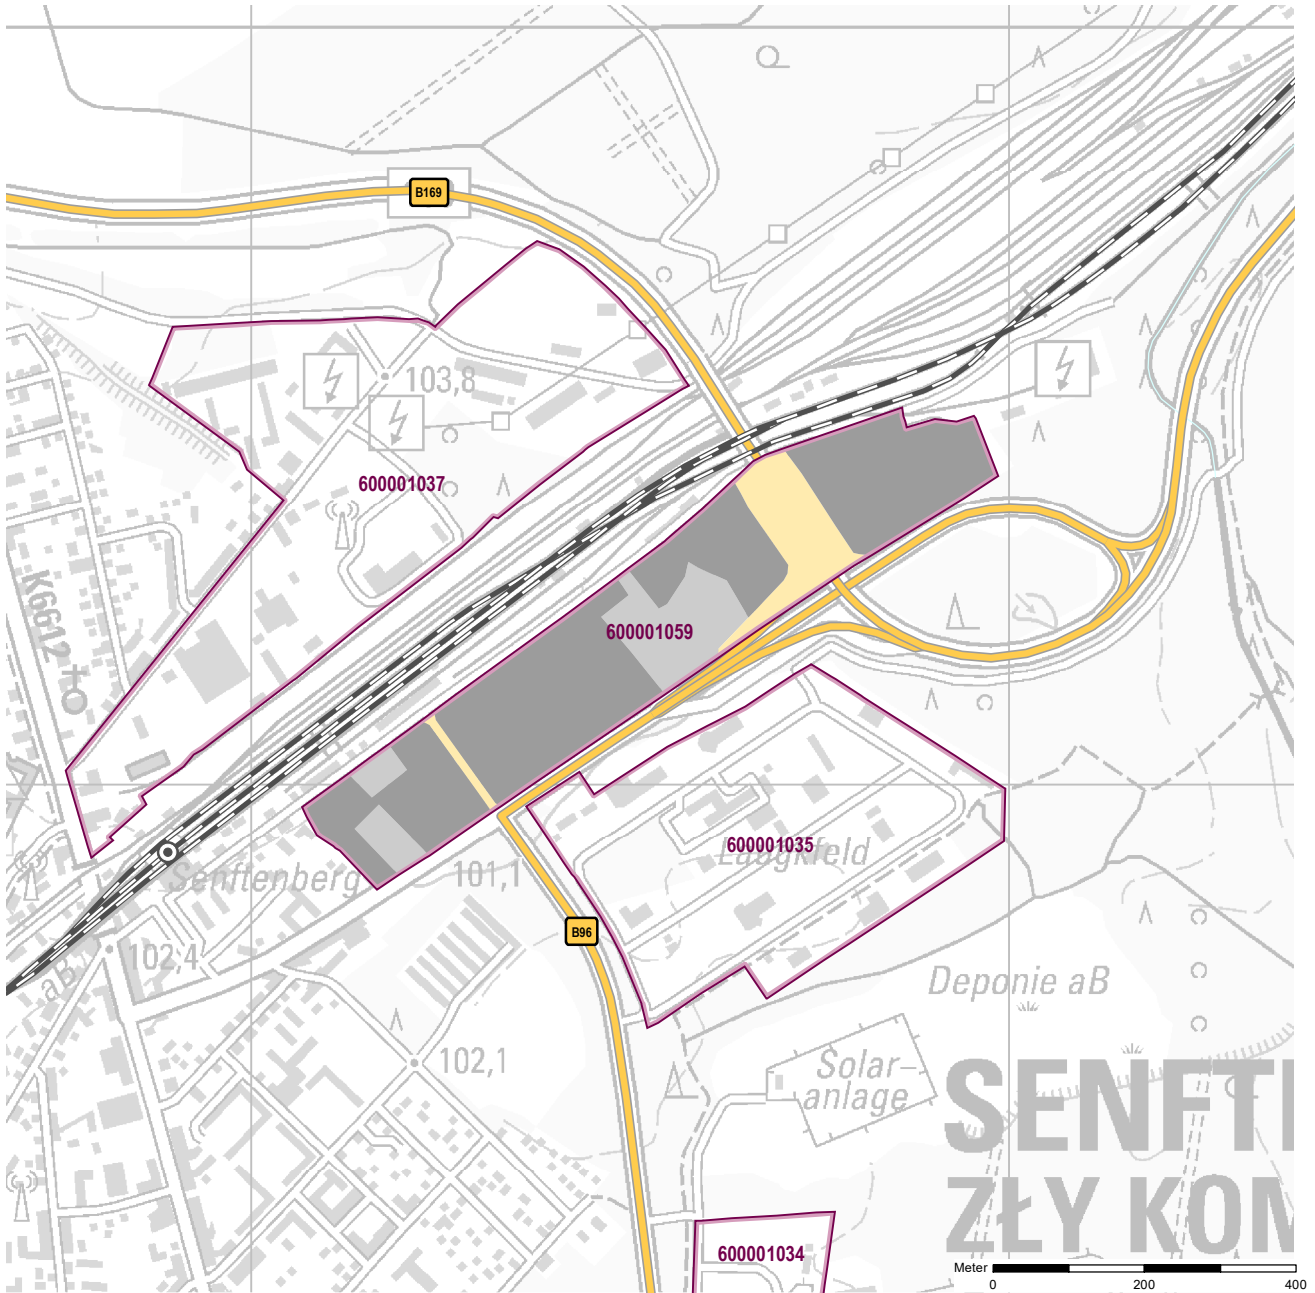 B169
103,8
600001037
K6612
600001059
600001035
Laugkfeld
Senftenberg
101,1
B96
102,4
aB
Deponie aB
102,1
Solar-
anlage
SENFT
ZŁY KOM
600001034
Meter
0 200 400